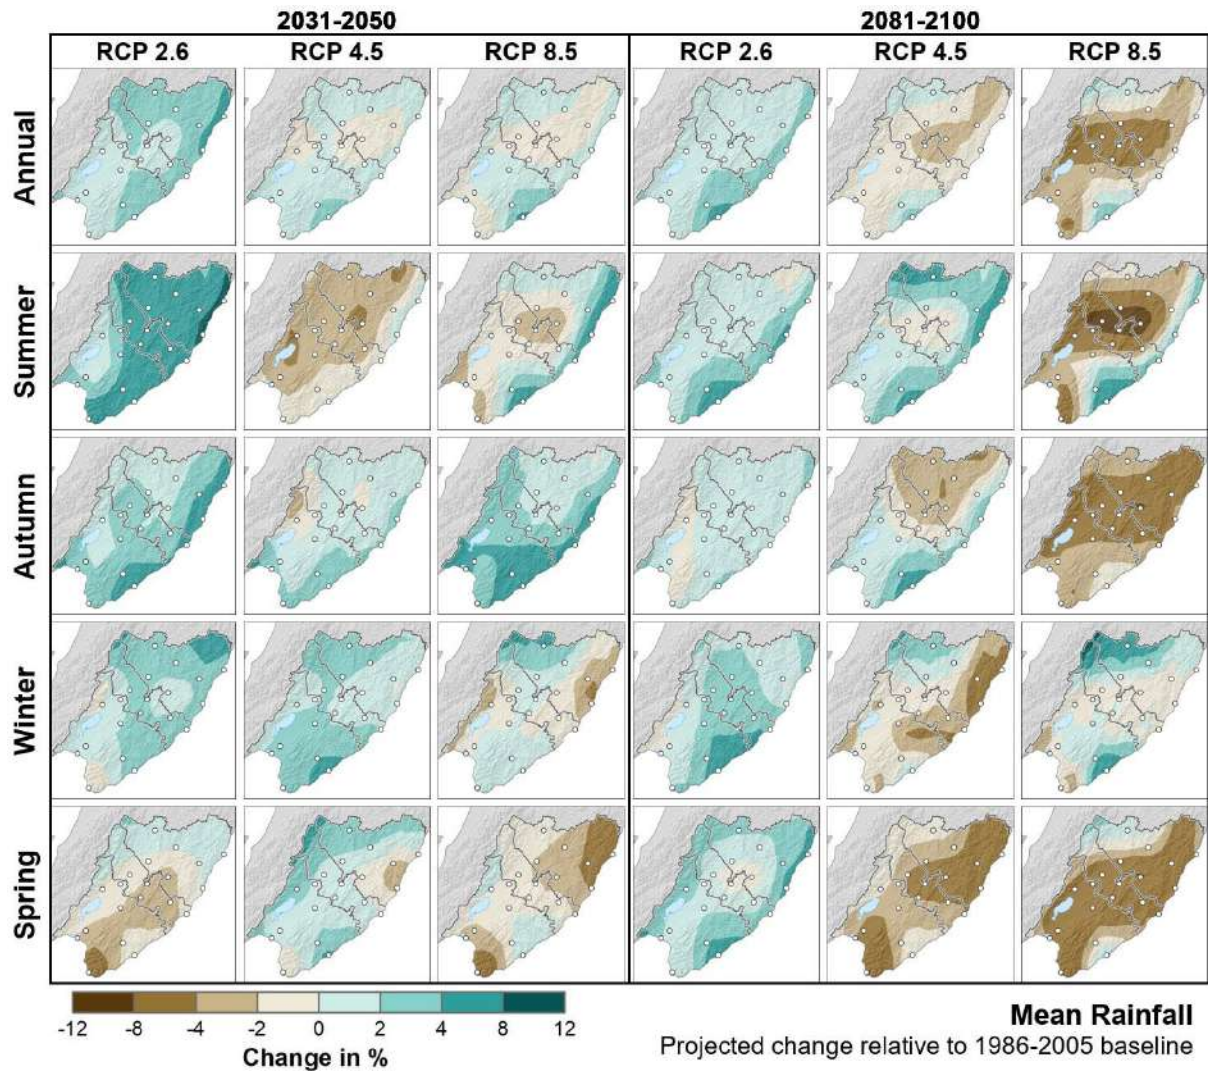 2031-2050 2081-2100
RCP 2.6 RCP 4.5 RCP 8.5 RCP 2.6 RCP 4.5 RCP 8.5
Annual
Summer
Autumn
Winter
Spring
-12 -8 -4 -2 0 2 4 8 12
Change in %
Mean Rainfall
Projected change relative to 1986-2005 baseline